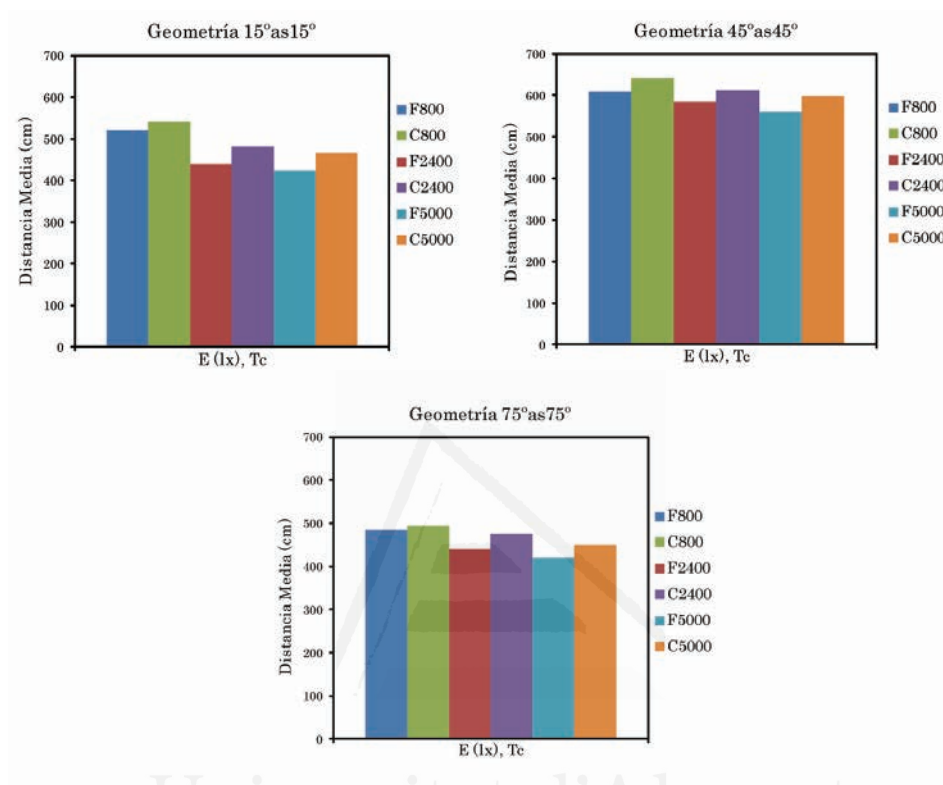 Geometría 15ºas15º
Distancia Media (cm)
700
600
500
400
300
200
100
0
E (lx), Tc
F800
C800
F2400
C2400
F5000
C5000
Geometría 45ºas45º
Distancia Media (cm)
700
600
500
400
300
200
100
0
E (lx), Tc
F800
C800
F2400
C2400
F5000
C5000
Geometría 75ºas75º
Distancia Media (cm)
700
600
500
400
300
200
100
0
E (lx), Tc
F800
C800
F2400
C2400
F5000
C5000